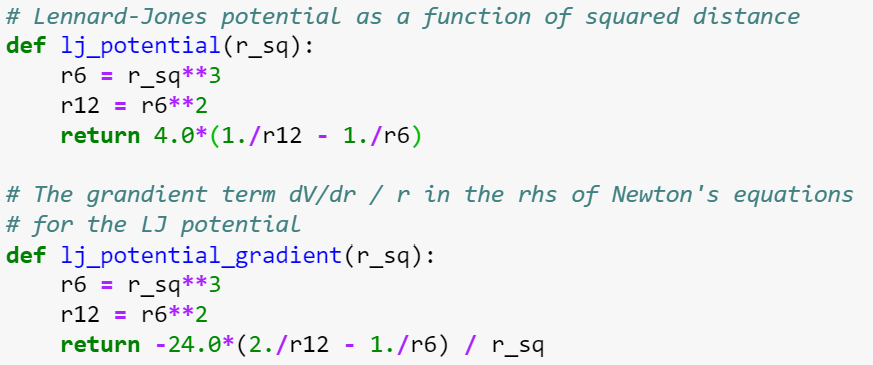 # Lennard-Jones potential as a function of squared distance
def lj_potential(r_sq):
    r6 = r_sq**3
    r12 = r6**2
    return 4.0*(1./r12 - 1./r6)

# The grandient term dV/dr / r in the rhs of Newton's equations
# for the LJ potential
def lj_potential_gradient(r_sq):
    r6 = r_sq**3
    r12 = r6**2
    return -24.0*(2./r12 - 1./r6) / r_sq